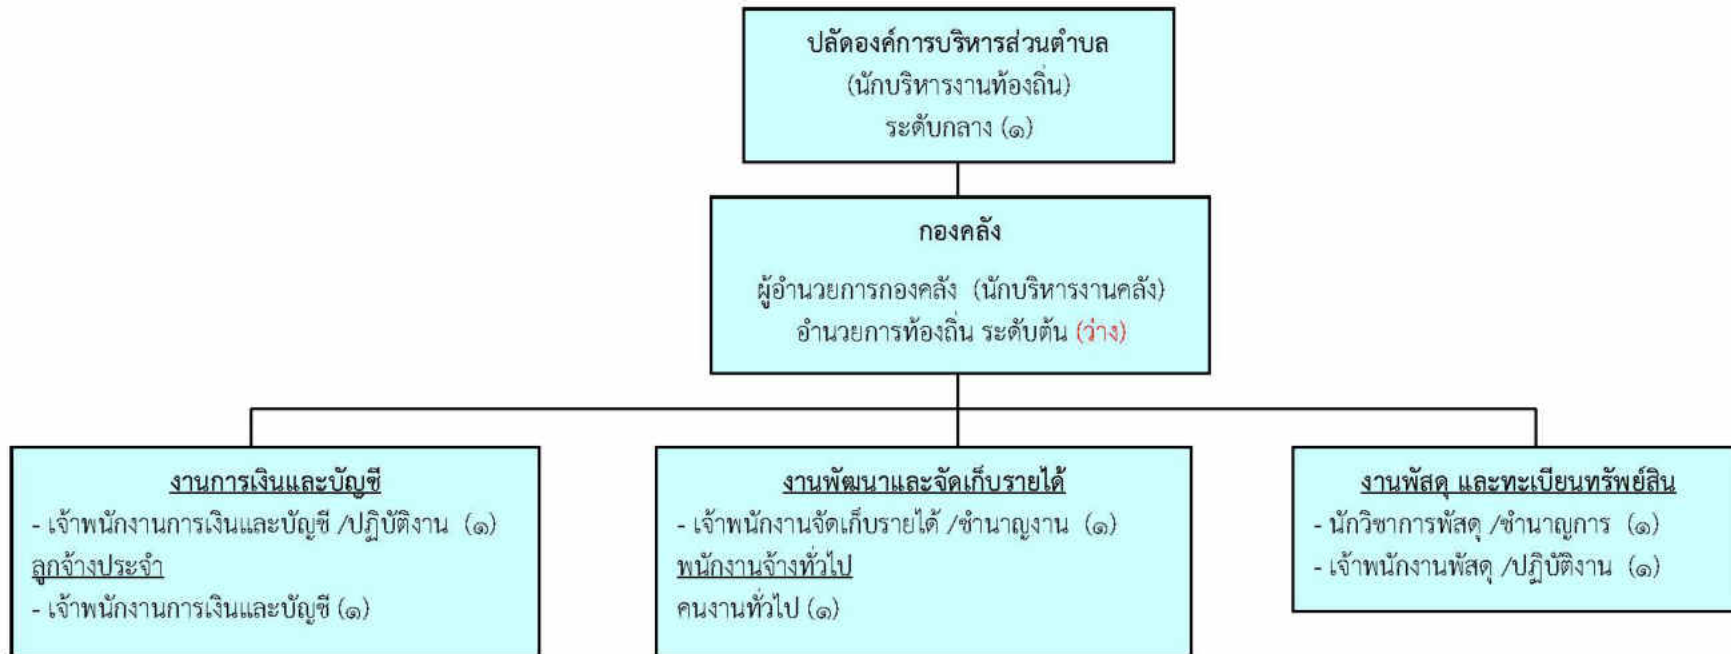 ปลัดองค์การบริหารส่วนตำบล
(นักบริหารงานท้องถิ่น)
ระดับกลาง (๑)
กองคลัง
ผู้อำนวยการกองคลัง (นักบริหารงานคลัง)
อำนวยการท้องถิ่น ระดับต้น (ว่าง)
งานการเงินและบัญชี
- เจ้าพนักงานการเงินและบัญชี /ปฏิบัติงาน (๑)
ลูกจ้างประจำ
- เจ้าพนักงานการเงินและบัญชี (๑)
งานพัฒนาและจัดเก็บรายได้
- เจ้าพนักงานจัดเก็บรายได้ /ชำนาญงาน (๑)
พนักงานจ้างทั่วไป
คนงานทั่วไป (๑)
งานพัสดุ และทะเบียนทรัพย์สิน
- นักวิชาการพัสดุ /ชำนาญการ (๑)
- เจ้าพนักงานพัสดุ /ปฏิบัติงาน (๑)